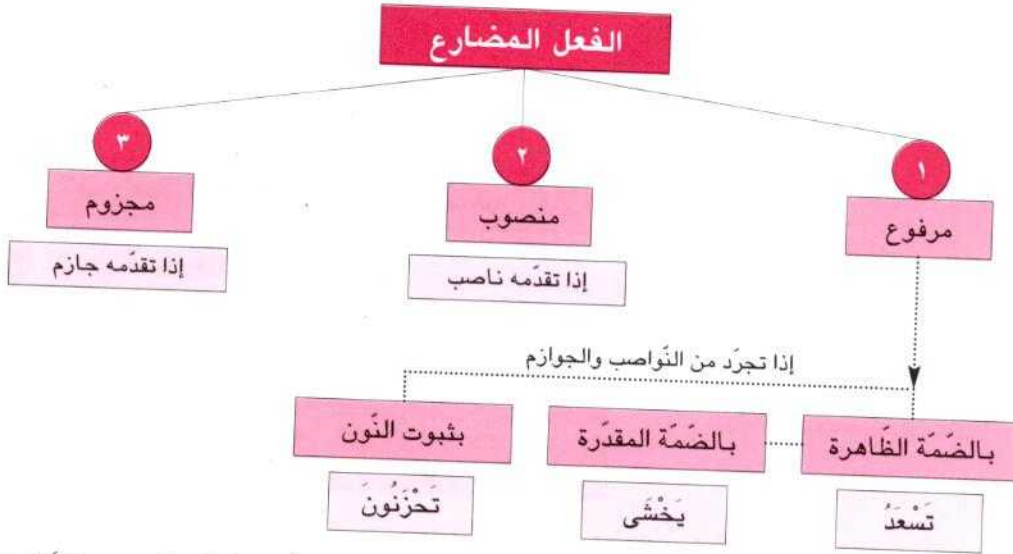 الفعل المضارع
١
٢
٣
مرفوع
منصوب
مجزوم
إذا تقدّمه ناصب
إذا تقدّمه جازم
إذا تجرّد من النّواصب والجوازم
بالضّمّة الظّاهرة
بالضّمّة المقدّرة
بثبوت النّون
تَسْعَدُ
يَخْشَى
تَحْزَنُونَ